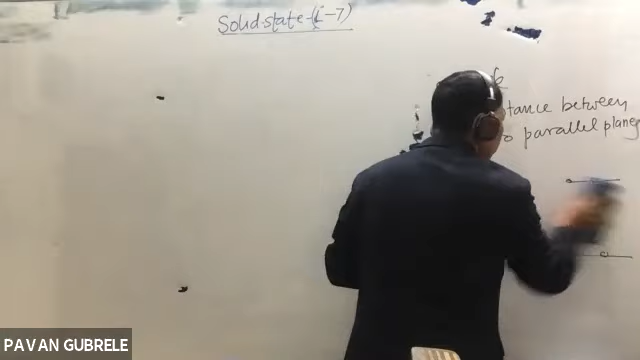 Solid-state-(L-7)
tance between
parallel planes
PAVAN GUBRELE